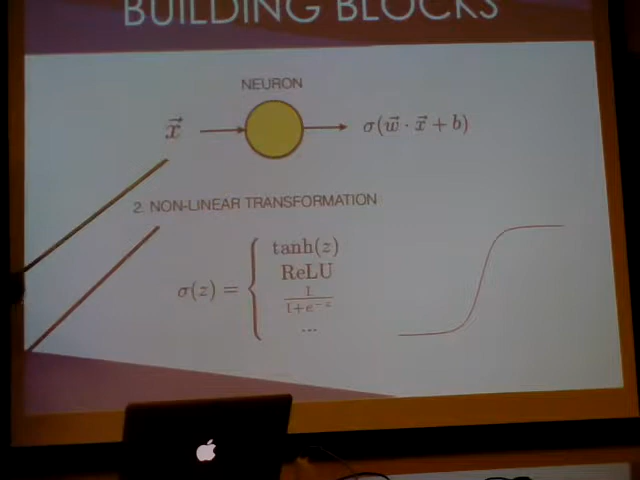 BUILDING BLOCKS
NEURON
x⃗
σ(w⃗ · x⃗ + b)
2. NON-LINEAR TRANSFORMATION
σ(z) = {
tanh(z)
ReLU
1/(1+e^{-z})
...